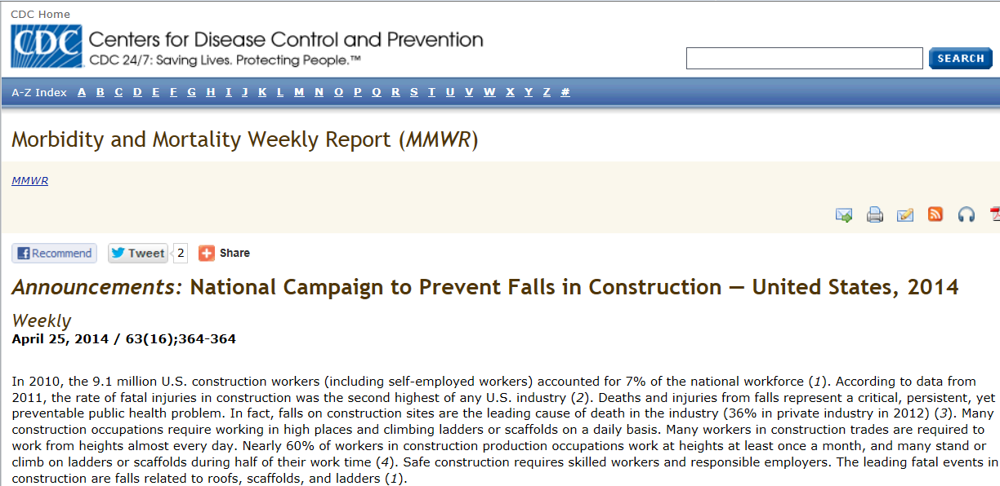 CDC Home
CDC Centers for Disease Control and Prevention
CDC 24/7: Saving Lives. Protecting People.™
SEARCH
A-Z Index A B C D E F G H I J K L M N O P Q R S T U V W X Y Z #
Morbidity and Mortality Weekly Report (MMWR)
MMWR
Recommend Tweet 2 Share
Announcements: National Campaign to Prevent Falls in Construction — United States, 2014
Weekly
April 25, 2014 / 63(16);364-364
In 2010, the 9.1 million U.S. construction workers (including self-employed workers) accounted for 7% of the national workforce (1). According to data from
2011, the rate of fatal injuries in construction was the second highest of any U.S. industry (2). Deaths and injuries from falls represent a critical, persistent, yet
preventable public health problem. In fact, falls on construction sites are the leading cause of death in the industry (36% in private industry in 2012) (3). Many
construction occupations require working in high places and climbing ladders or scaffolds on a daily basis. Many workers in construction trades are required to
work from heights almost every day. Nearly 60% of workers in construction production occupations work at heights at least once a month, and many stand or
climb on ladders or scaffolds during half of their work time (4). Safe construction requires skilled workers and responsible employers. The leading fatal events in
construction are falls related to roofs, scaffolds, and ladders (1).